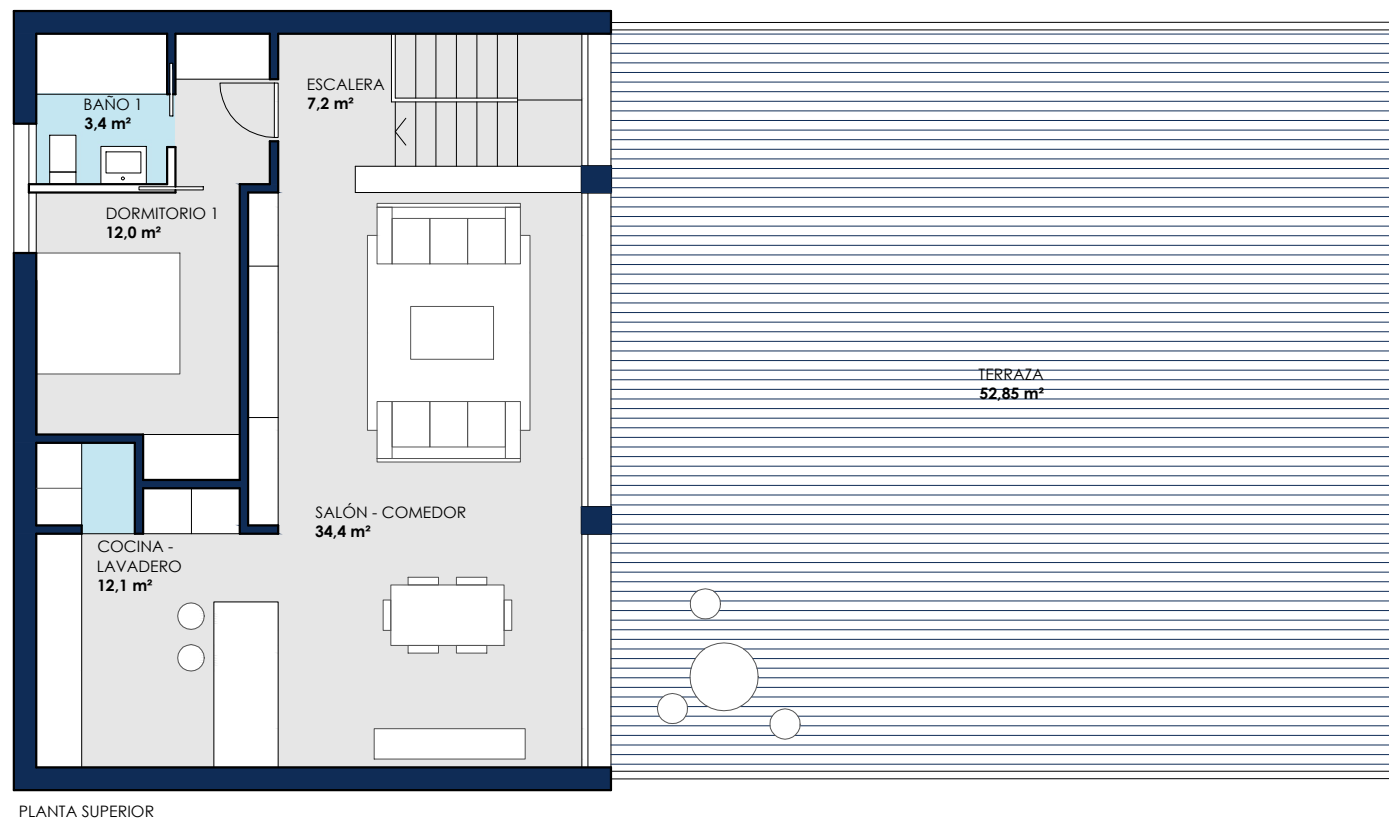 ESCALERA
7,2 m²
BAÑO 1
3,4 m²
DORMITORIO 1
12,0 m²
TERRAZA
52,85 m²
SALÓN - COMEDOR
34,4 m²
COCINA -
LAVADERO
12,1 m²
PLANTA SUPERIOR